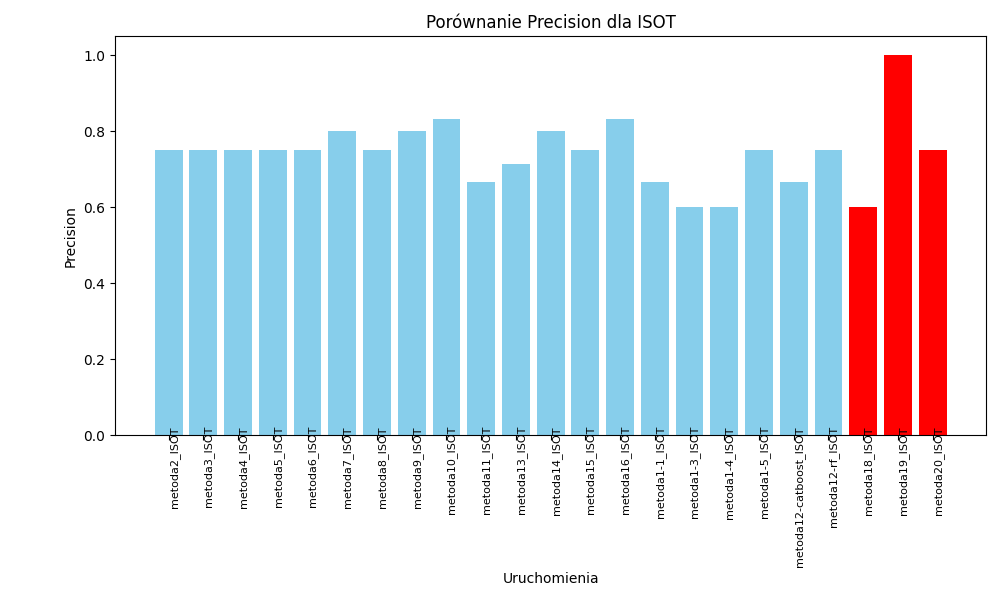 Porównanie Precision dla ISOT
Precision
1.0
0.8
0.6
0.4
0.2
0.0
metoda2_ISOT
metoda3_ISOT
metoda4_ISOT
metoda5_ISOT
metoda6_ISOT
metoda7_ISOT
metoda8_ISOT
metoda9_ISOT
metoda10_ISOT
metoda11_ISOT
metoda13_ISOT
metoda14_ISOT
metoda15_ISOT
metoda16_ISOT
metoda1-1_ISOT
metoda1-3_ISOT
metoda1-4_ISOT
metoda1-5_ISOT
metoda12-catboost_ISOT
metoda12-rf_ISOT
metoda18_ISOT
metoda19_ISOT
metoda20_ISOT
Uruchomienia